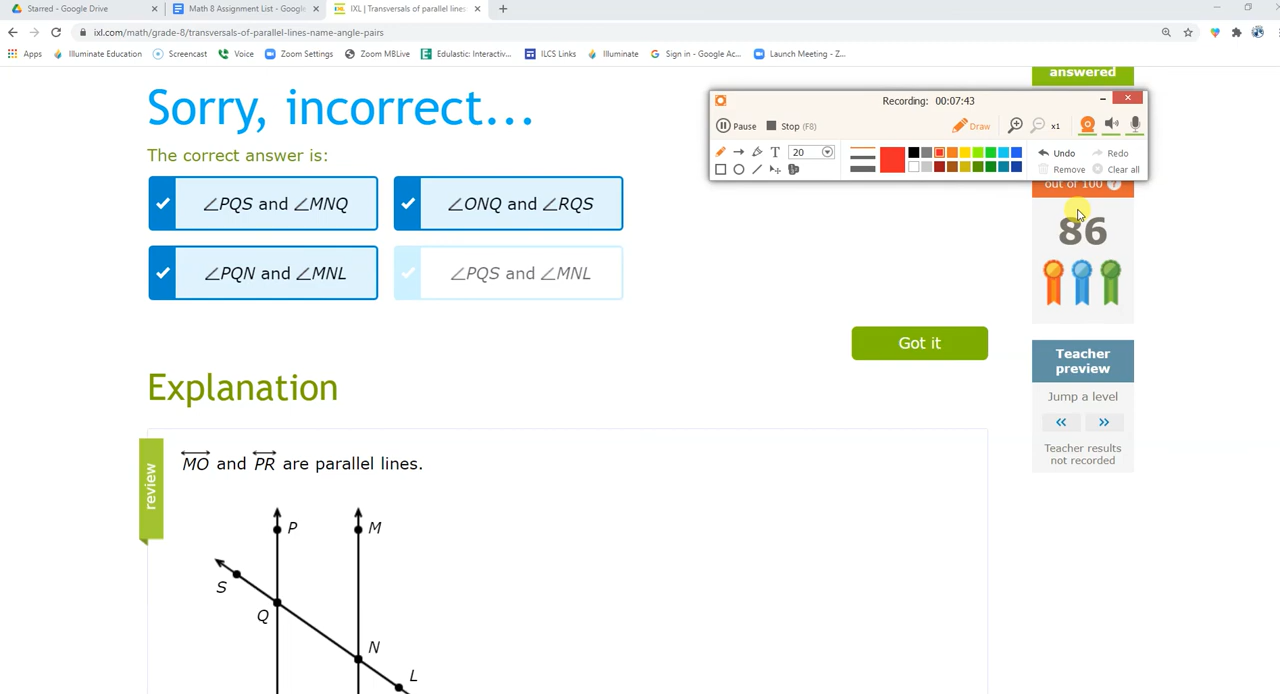 Starred - Google Drive
Math 8 Assignment List - Google
IXL | Transversals of parallel lines
ixl.com/math/grade-8/transversals-of-parallel-lines-name-angle-pairs
Apps Illuminate Education Screencast Voice Zoom Settings Zoom MBLive Edulastic: Interactiv... ILCS Links Illuminate Sign in - Google Ac... Launch Meeting - Z...
answered
Recording: 00:07:43
Pause Stop (F8) Draw x1
T 20 Undo Redo
Remove Clear all
out of 100 ?
86
Sorry, incorrect...
The correct answer is:
∠PQS and ∠MNQ
∠ONQ and ∠RQS
∠PQN and ∠MNL
∠PQS and ∠MNL
Got it
Teacher
preview
Jump a level
Teacher results
not recorded
Explanation
review
MO and PR are parallel lines.
P
M
S
Q
N
L